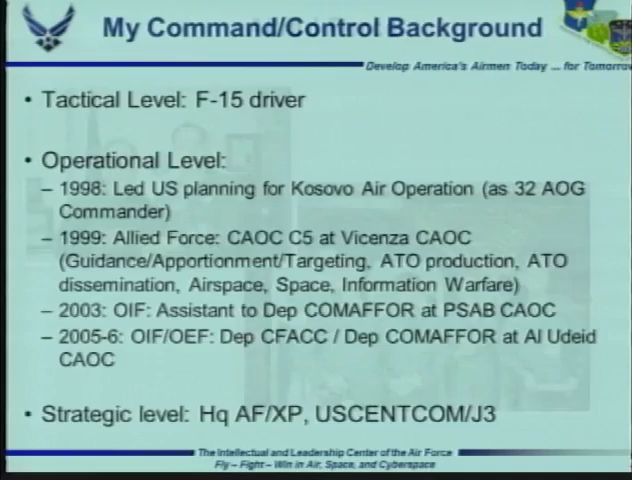 My Command/Control Background
Develop America's Airmen Today ... for Tomorrow
• Tactical Level: F-15 driver
• Operational Level:
– 1998: Led US planning for Kosovo Air Operation (as 32 AOG
Commander)
– 1999: Allied Force: CAOC C5 at Vicenza CAOC
(Guidance/Apportionment/Targeting, ATO production, ATO
dissemination, Airspace, Space, Information Warfare)
– 2003: OIF: Assistant to Dep COMAFFOR at PSAB CAOC
– 2005-6: OIF/OEF: Dep CFACC / Dep COMAFFOR at Al Udeid
CAOC
• Strategic level: Hq AF/XP, USCENTCOM/J3
The Intellectual and Leadership Center of the Air Force
Fly – Fight – Win in Air, Space, and Cyberspace